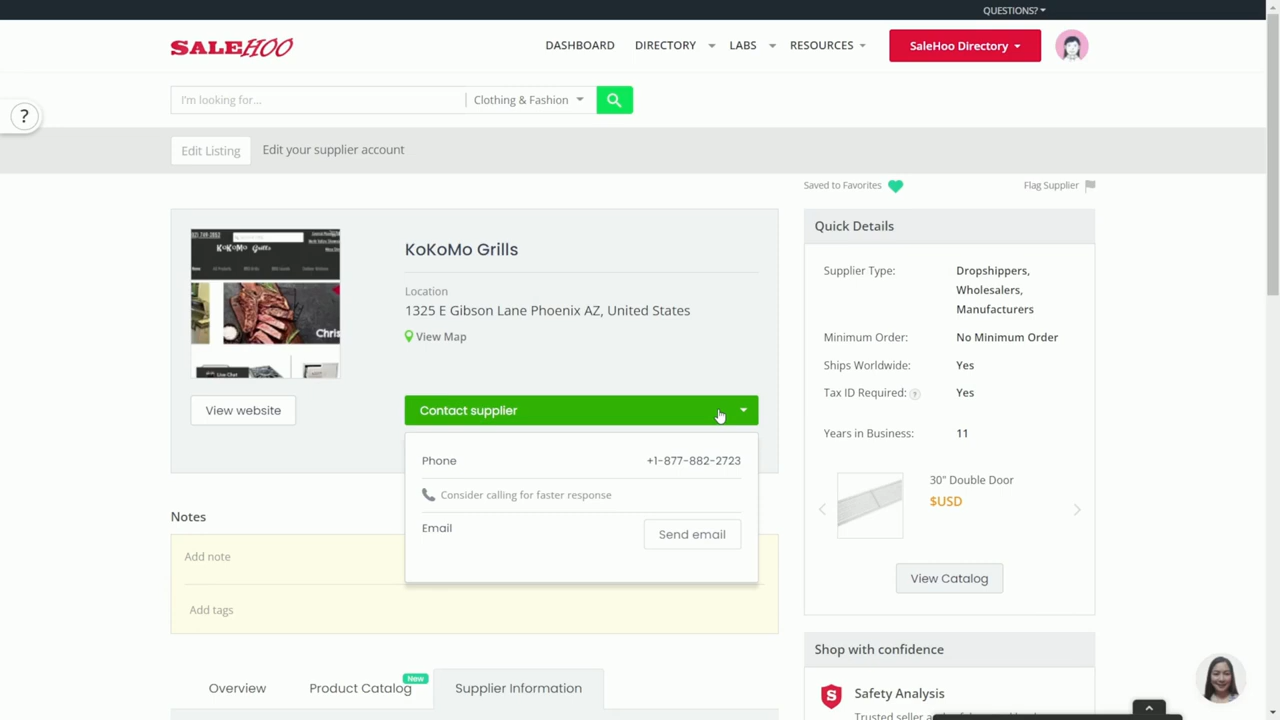 QUESTIONS?
SALEHOO
DASHBOARD
DIRECTORY
LABS
RESOURCES
SaleHoo Directory
I'm looking for...
Clothing & Fashion
?
Edit Listing
Edit your supplier account
Saved to Favorites
Flag Supplier
KoKoMo Grills
Chris
Live Chat
View website
KoKoMo Grills
Location
1325 E Gibson Lane Phoenix AZ, United States
View Map
Contact supplier
Phone
+1-877-882-2723
Consider calling for faster response
Email
Send email
Notes
Add note
Add tags
Overview
Product Catalog
New
Supplier Information
Quick Details
Supplier Type:
Dropshippers,
Wholesalers,
Manufacturers
Minimum Order:
No Minimum Order
Ships Worldwide:
Yes
Tax ID Required: ?
Yes
Years in Business:
11
30" Double Door
$USD
View Catalog
Shop with confidence
S
Safety Analysis